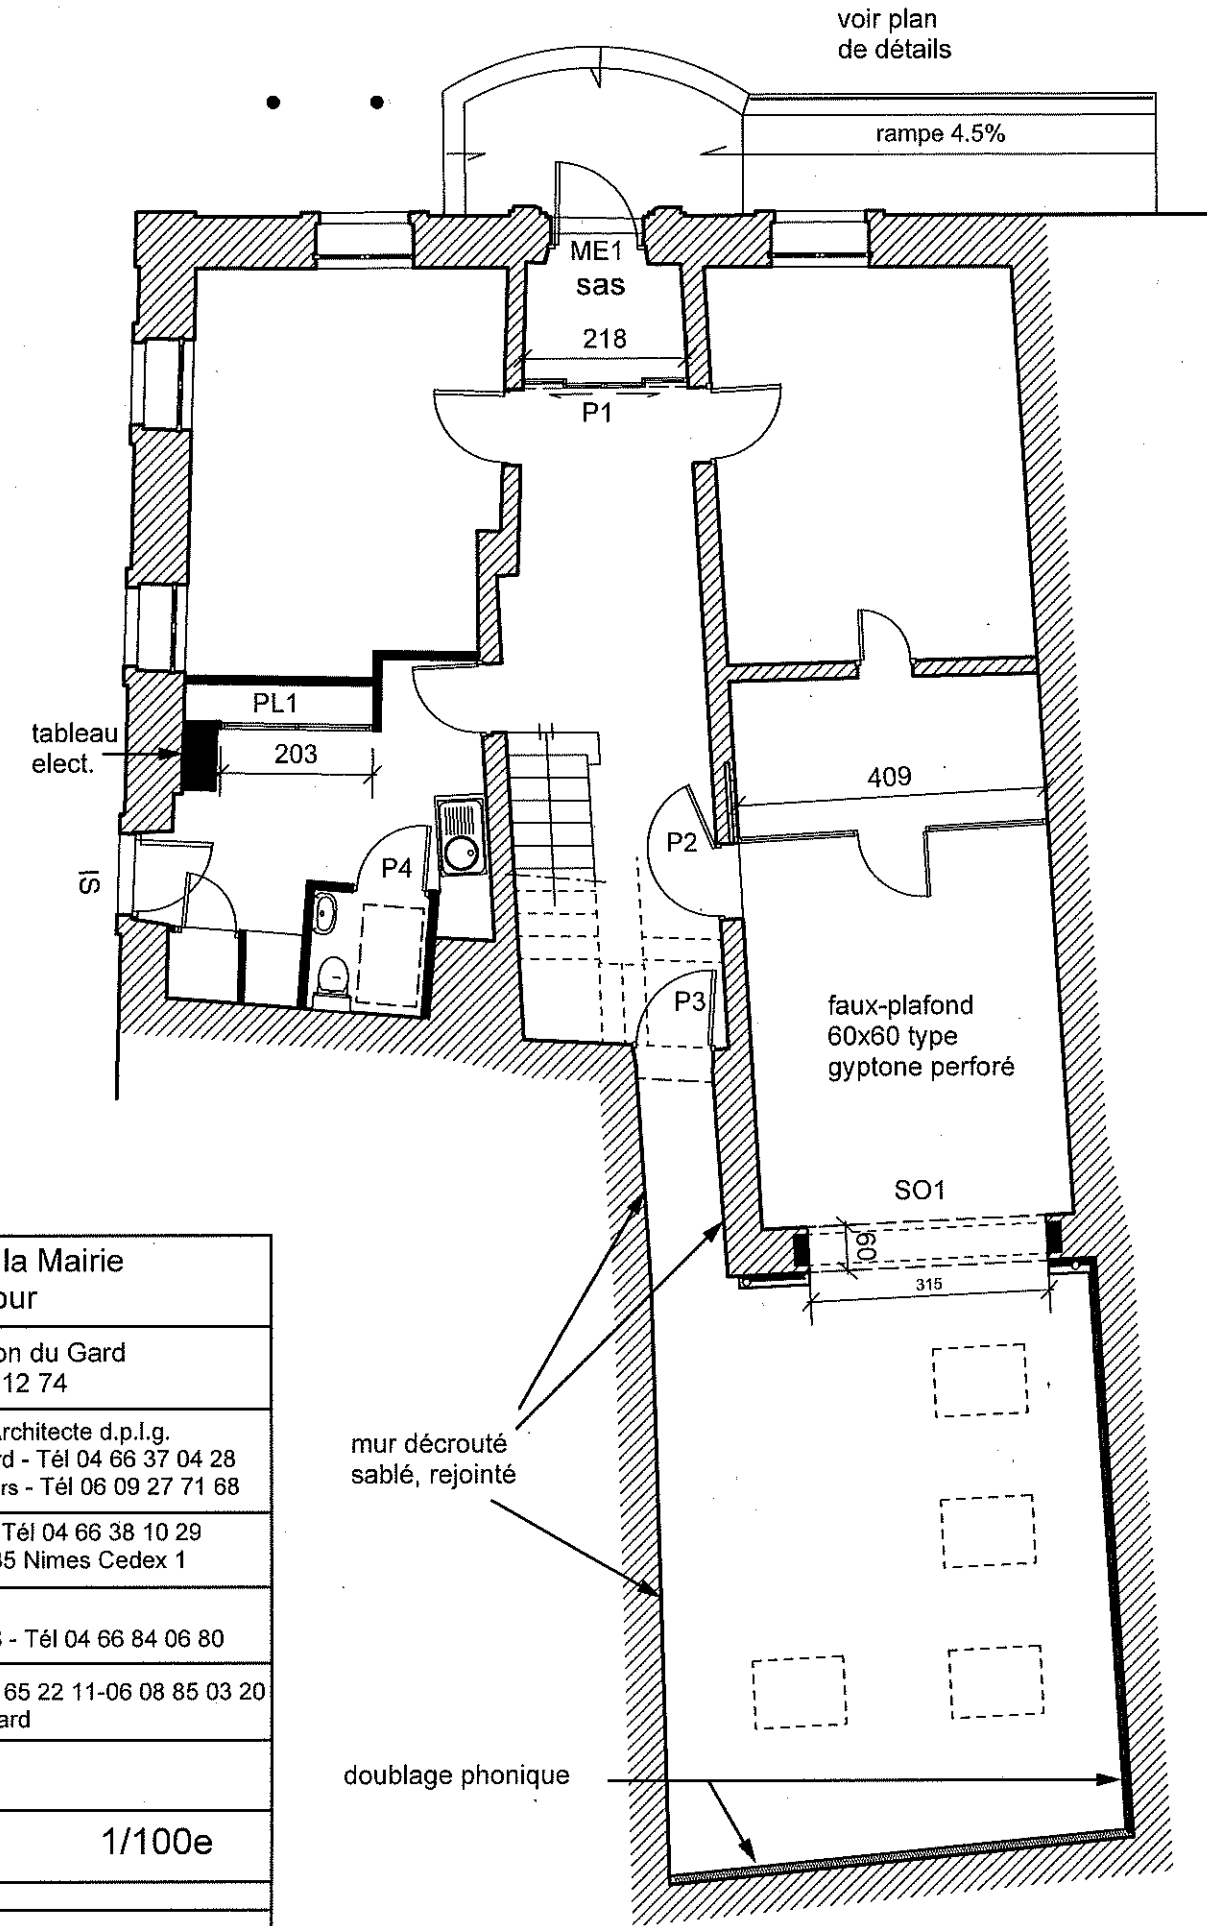 voir plan
de détails
rampe 4.5%
ME1
sas
218
P1
PL1
tableau
elect.
203
409
P2
P4
IS
P3
faux-plafond
60x60 type
gyptone perforé
SO1
60
315
la Mairie
our
on du Gard
12 74
Architecte d.p.l.g.
rd - Tél 04 66 37 04 28
rs - Tél 06 09 27 71 68
Tél 04 66 38 10 29
35 Nimes Cedex 1
- Tél 04 66 84 06 80
65 22 11-06 08 85 03 20
ard
1/100e
mur décrouté
sablé, rejointé
doublage phonique